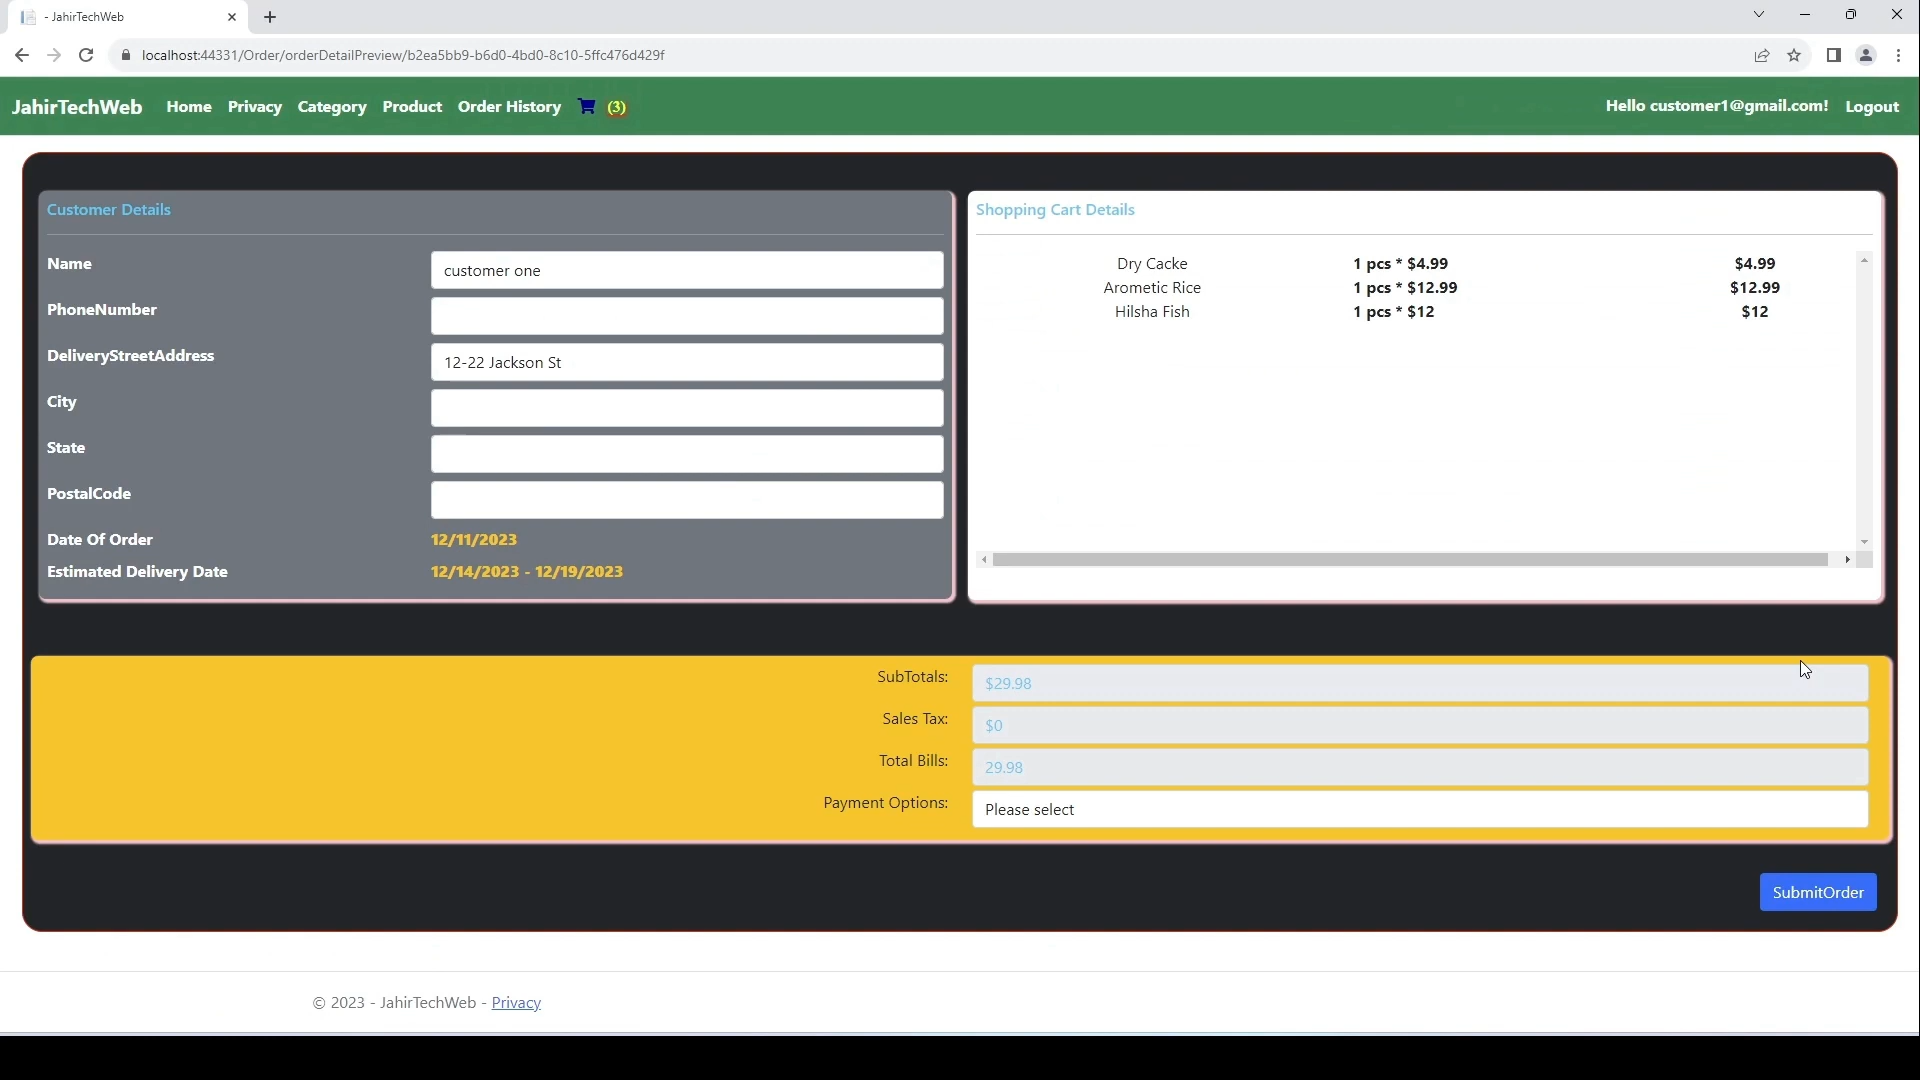 - JahirTechWeb
localhost:44331/Order/orderDetailPreview/b2ea5bb9-b6d0-4bd0-8c10-5ffc476d429f
JahirTechWeb Home Privacy Category Product Order History (3) Hello customer1@gmail.com! Logout
Customer Details
Name customer one
PhoneNumber
DeliveryStreetAddress 12-22 Jackson St
City
State
PostalCode
Date Of Order 12/11/2023
Estimated Delivery Date 12/14/2023 - 12/19/2023
Shopping Cart Details
Dry Cacke 1 pcs * $4.99 $4.99
Arometic Rice 1 pcs * $12.99 $12.99
Hilsha Fish 1 pcs * $12 $12
SubTotals: $29.98
Sales Tax: $0
Total Bills: 29.98
Payment Options: Please select
SubmitOrder
© 2023 - JahirTechWeb - Privacy